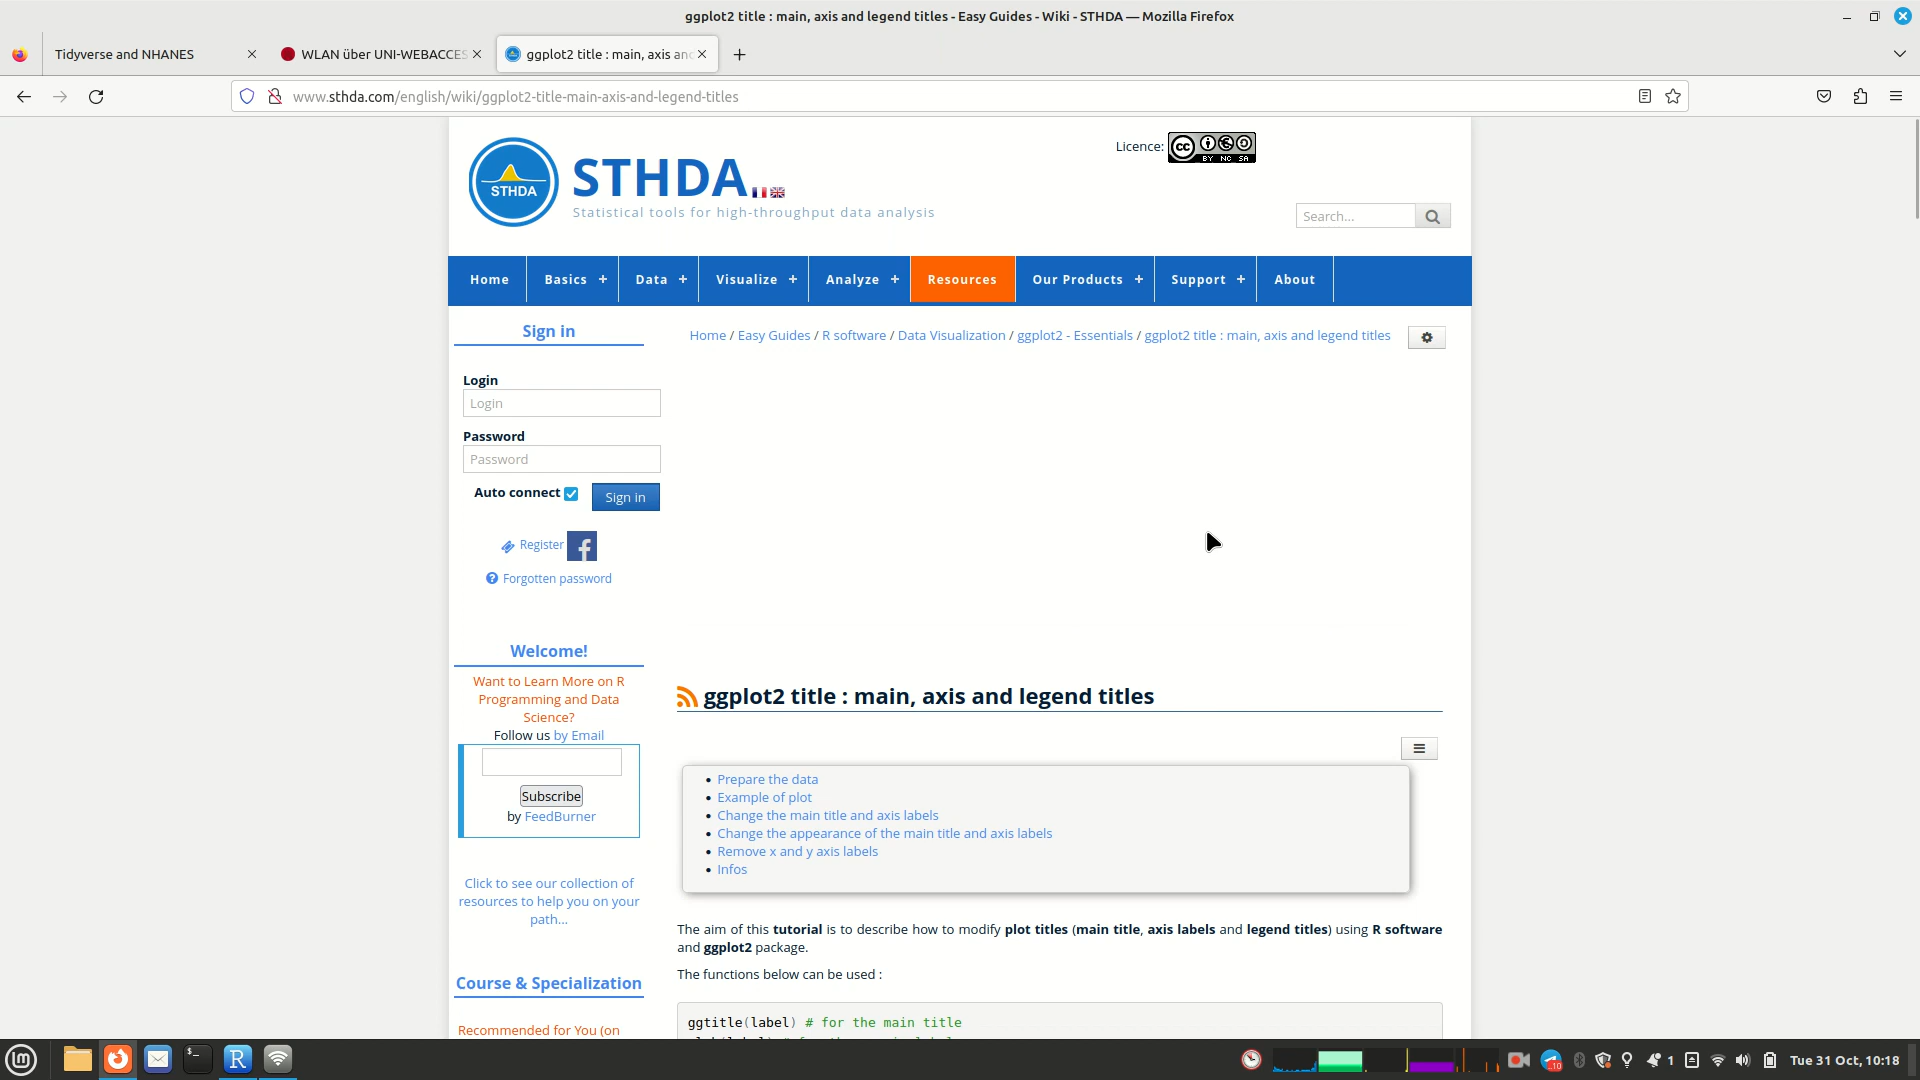 ggplot2 title : main, axis and legend titles - Easy Guides - Wiki - STHDA — Mozilla Firefox
Tidyverse and NHANES
WLAN über UNI-WEBACCES
ggplot2 title : main, axis and
www.sthda.com/english/wiki/ggplot2-title-main-axis-and-legend-titles
Licence:
cc
BY NC SA
STHDA
STHDA
Statistical tools for high-throughput data analysis
Search...
Home Basics + Data + Visualize + Analyze + Resources Our Products + Support + About
Sign in
Home / Easy Guides / R software / Data Visualization / ggplot2 - Essentials / ggplot2 title : main, axis and legend titles
Login
Login
Password
Password
Auto connect
Sign in
Register
Forgotten password
Welcome!
Want to Learn More on R
Programming and Data
Science?
Follow us by Email
Subscribe
by FeedBurner
Click to see our collection of
resources to help you on your
path...
Course & Specialization
Recommended for You (on
ggplot2 title : main, axis and legend titles
Prepare the data
Example of plot
Change the main title and axis labels
Change the appearance of the main title and axis labels
Remove x and y axis labels
Infos
The aim of this tutorial is to describe how to modify plot titles (main title, axis labels and legend titles) using R software
and ggplot2 package.
The functions below can be used :
ggtitle(label) # for the main title
lm
$_
R
10
1
Tue 31 Oct, 10:18